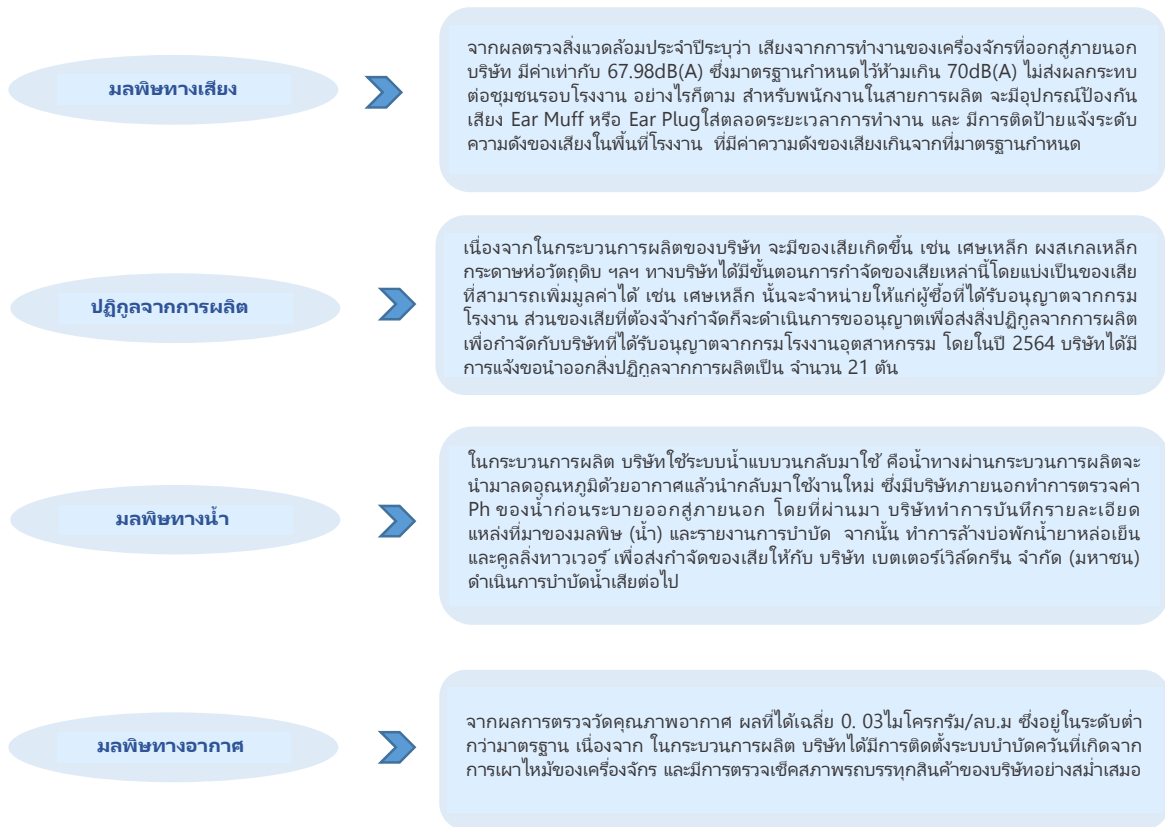 มลพิษทางเสียง
จากผลตรวจสิ่งแวดล้อมประจำปีระบุว่า เสียงจากการทำงานของเครื่องจักรที่ออกสู่ภายนอก
บริษัท มีค่าเท่ากับ 67.98dB(A) ซึ่งมาตรฐานกำหนดไว้ห้ามเกิน 70dB(A) ไม่ส่งผลกระทบ
ต่อชุมชนรอบโรงงาน อย่างไรก็ตาม สำหรับพนักงานในสายการผลิต จะมีอุปกรณ์ป้องกัน
เสียง Ear Muff หรือ Ear Plugใส่ตลอดระยะเวลาการทำงาน และ มีการติดป้ายแจ้งระดับ
ความดังของเสียงในพื้นที่โรงงาน ที่มีค่าความดังของเสียงเกินจากที่มาตรฐานกำหนด
ปฏิกูลจากการผลิต
เนื่องจากในกระบวนการผลิตของบริษัท จะมีของเสียเกิดขึ้น เช่น เศษเหล็ก ผงสเกลเหล็ก
กระดาษห่อวัตถุดิบ ฯลฯ ทางบริษัทได้มีขั้นตอนการกำจัดของเสียเหล่านี้โดยแบ่งเป็นของเสีย
ที่สามารถเพิ่มมูลค่าได้ เช่น เศษเหล็ก นั้นจะจำหน่ายให้แก่ผู้ซื้อที่ได้รับอนุญาตจากกรม
โรงงาน ส่วนของเสียที่ต้องจ้างกำจัดก็จะดำเนินการขออนุญาตเพื่อส่งสิ่งปฏิกูลจากการผลิต
เพื่อกำจัดกับบริษัทที่ได้รับอนุญาตจากกรมโรงงานอุตสาหกรรม โดยในปี 2564 บริษัทได้มี
การแจ้งขอนำออกสิ่งปฏิกูลจากการผลิตเป็น จำนวน 21 ตัน
มลพิษทางน้ำ
ในกระบวนการผลิต บริษัทใช้ระบบน้ำแบบวนกลับมาใช้ คือน้ำทางผ่านกระบวนการผลิตจะ
นำมาลดอุณหภูมิด้วยอากาศแล้วนำกลับมาใช้งานใหม่ ซึ่งมีบริษัทภายนอกทำการตรวจค่า
Ph ของน้ำก่อนระบายออกสู่ภายนอก โดยที่ผ่านมา บริษัททำการบันทึกรายละเอียด
แหล่งที่มาของมลพิษ (น้ำ) และรายงานการบำบัด จากนั้น ทำการล้างบ่อพักน้ำยาหล่อเย็น
และคูลลิ่งทาวเวอร์ เพื่อส่งกำจัดของเสียให้กับ บริษัท เบตเตอร์เวิล์ดกรีน จำกัด (มหาชน)
ดำเนินการบำบัดน้ำเสียต่อไป
มลพิษทางอากาศ
จากผลการตรวจวัดคุณภาพอากาศ ผลที่ได้เฉลี่ย 0. 03ไมโครกรัม/ลบ.ม ซึ่งอยู่ในระดับต่ำ
กว่ามาตรฐาน เนื่องจาก ในกระบวนการผลิต บริษัทได้มีการติดตั้งระบบบำบัดควันที่เกิดจาก
การเผาไหม้ของเครื่องจักร และมีการตรวจเช็คสภาพรถบรรทุกสินค้าของบริษัทอย่างสม่ำเสมอ